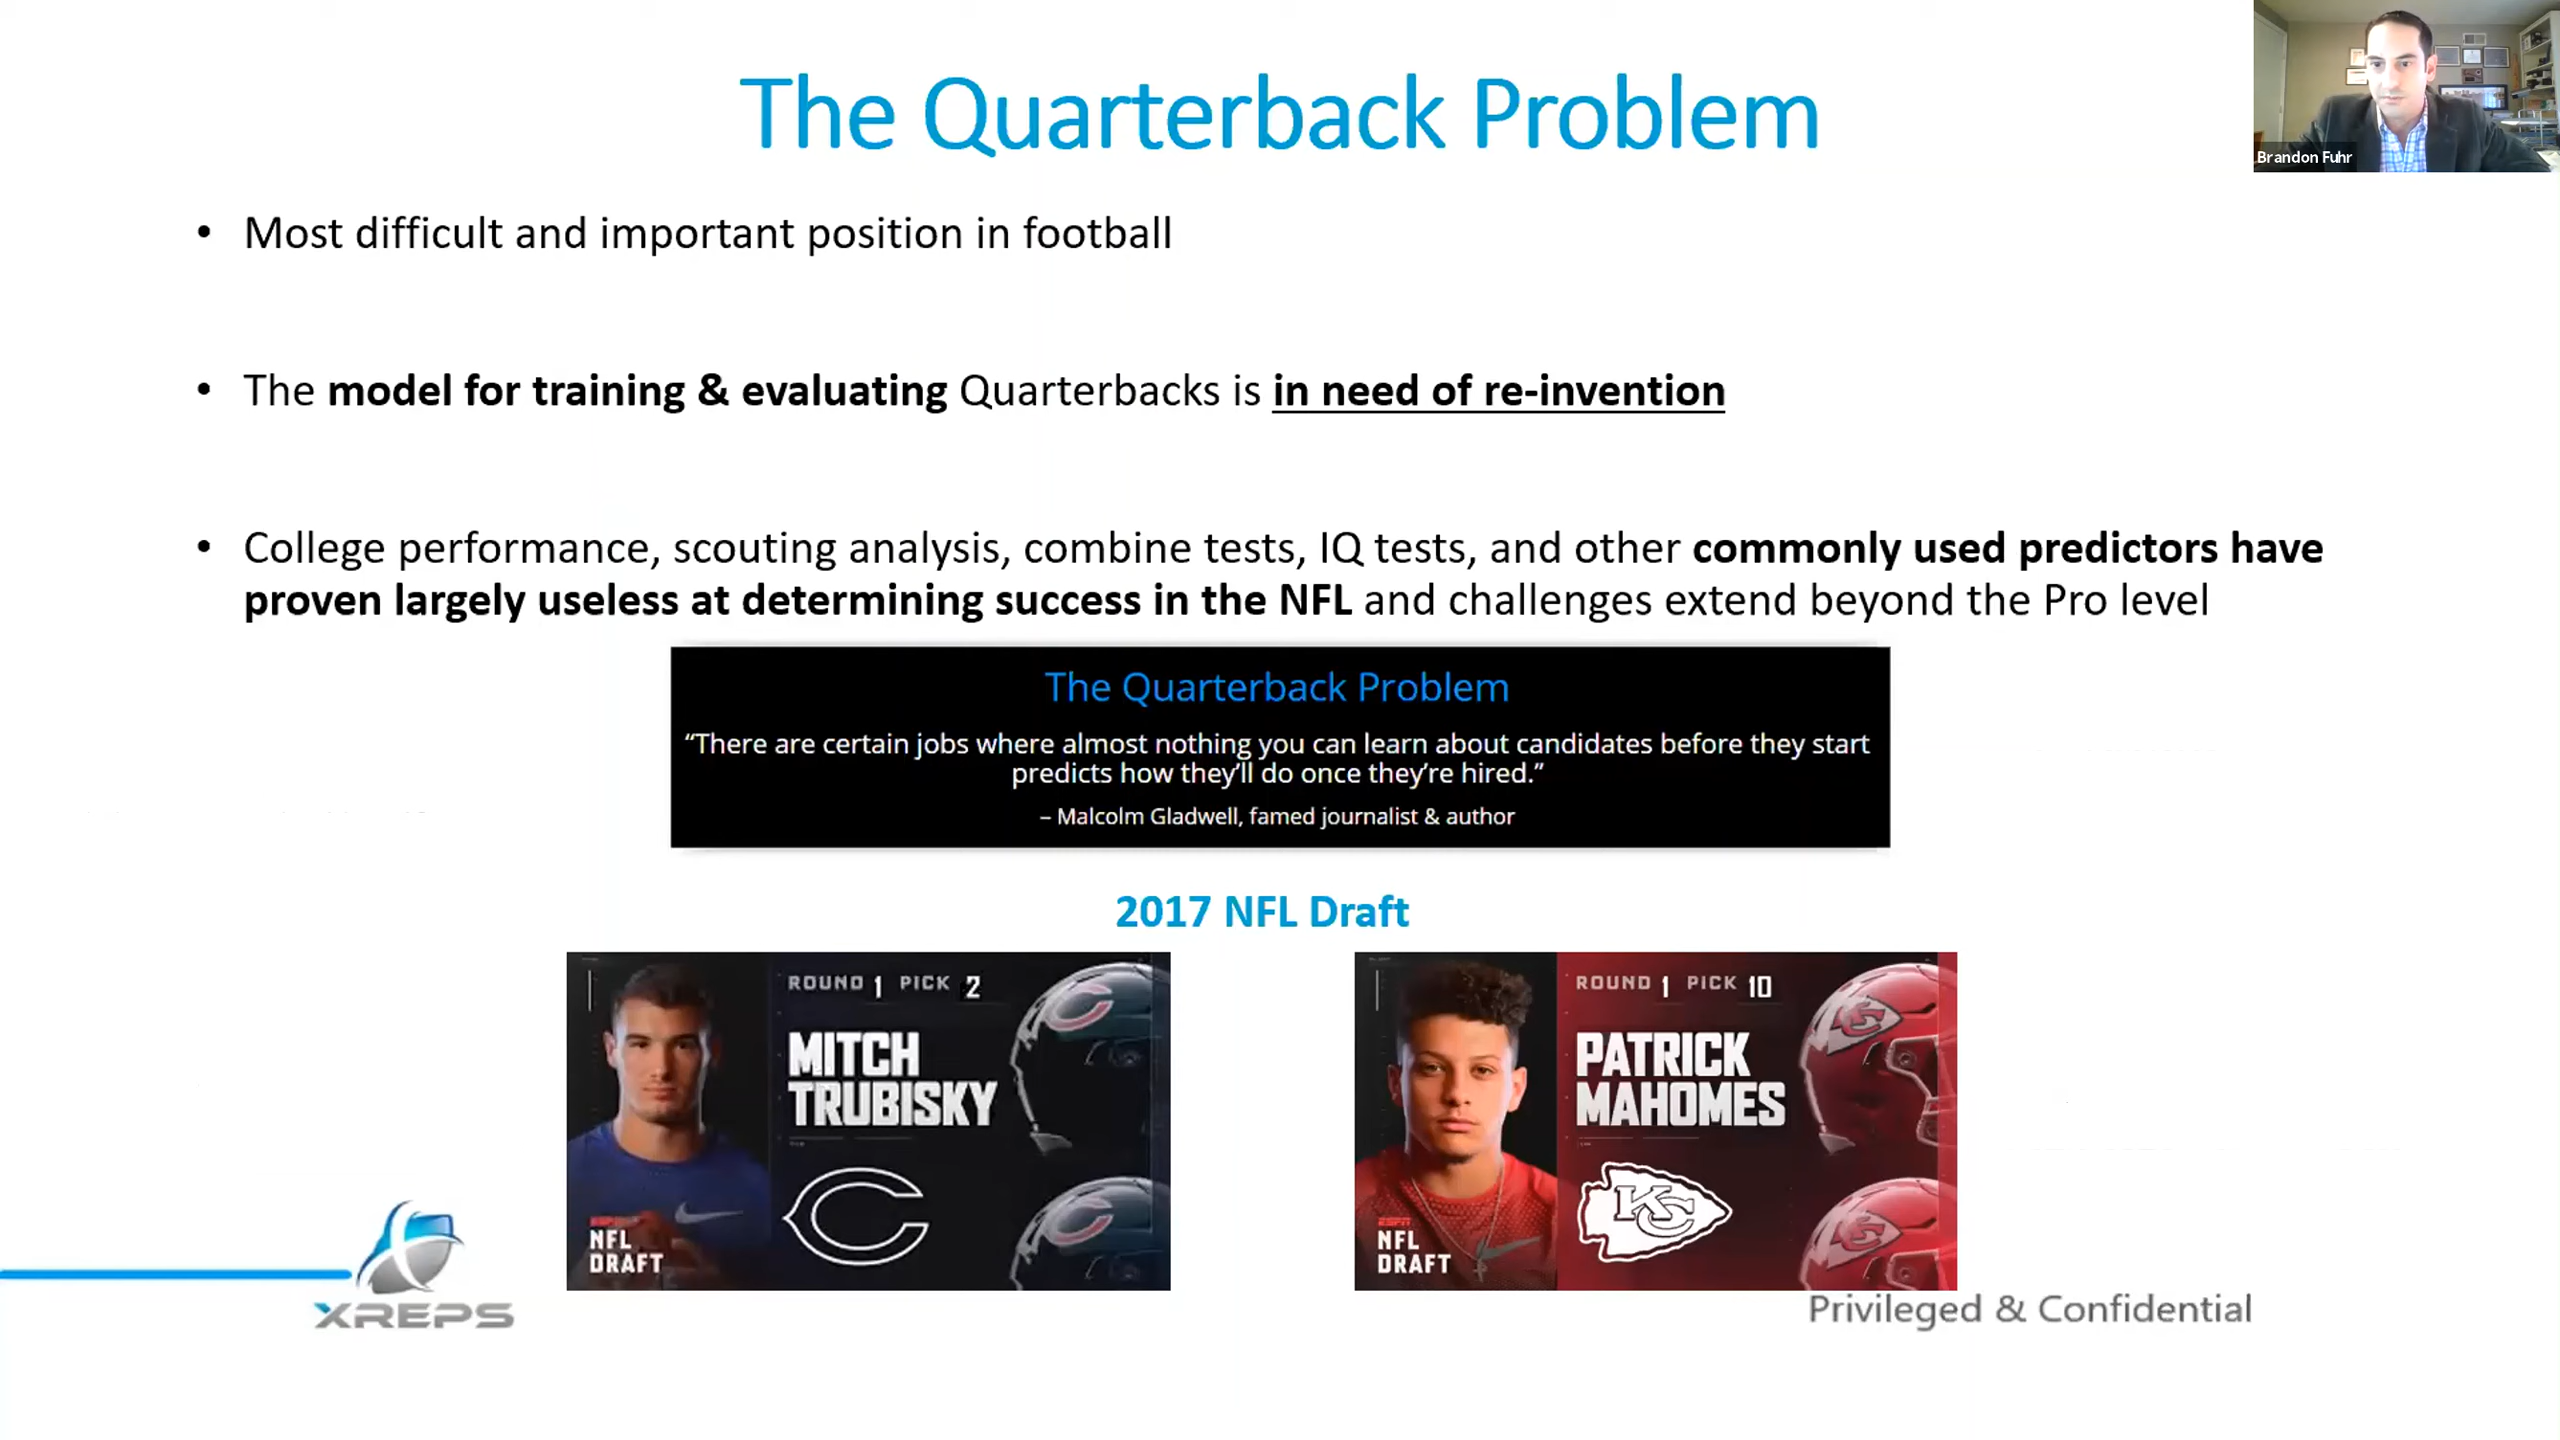 The Quarterback Problem
Brandon Fuhr
• Most difficult and important position in football
• The model for training & evaluating Quarterbacks is in need of re-invention
• College performance, scouting analysis, combine tests, IQ tests, and other commonly used predictors have
proven largely useless at determining success in the NFL and challenges extend beyond the Pro level
The Quarterback Problem
“There are certain jobs where almost nothing you can learn about candidates before they start
predicts how they’ll do once they’re hired.”
– Malcolm Gladwell, famed journalist & author
2017 NFL Draft
ROUND 1 PICK 2
MITCH
TRUBISKY
ESPN
NFL
DRAFT
ROUND 1 PICK 10
PATRICK
MAHOMES
KC
ESPN
NFL
DRAFT
XREPS
Privileged & Confidential